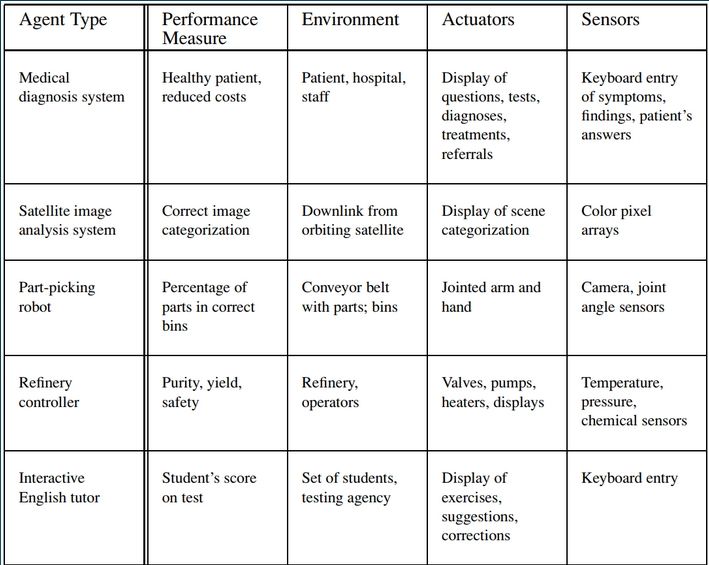 Agent Type
Performance
Measure
Environment
Actuators
Sensors
Medical
diagnosis system
Healthy patient,
reduced costs
Patient, hospital,
staff
Display of
questions, tests,
diagnoses,
treatments,
referrals
Keyboard entry
of symptoms,
findings, patient’s
answers
Satellite image
analysis system
Correct image
categorization
Downlink from
orbiting satellite
Display of scene
categorization
Color pixel
arrays
Part-picking
robot
Percentage of
parts in correct
bins
Conveyor belt
with parts; bins
Jointed arm and
hand
Camera, joint
angle sensors
Refinery
controller
Purity, yield,
safety
Refinery,
operators
Valves, pumps,
heaters, displays
Temperature,
pressure,
chemical sensors
Interactive
English tutor
Student’s score
on test
Set of students,
testing agency
Display of
exercises,
suggestions,
corrections
Keyboard entry